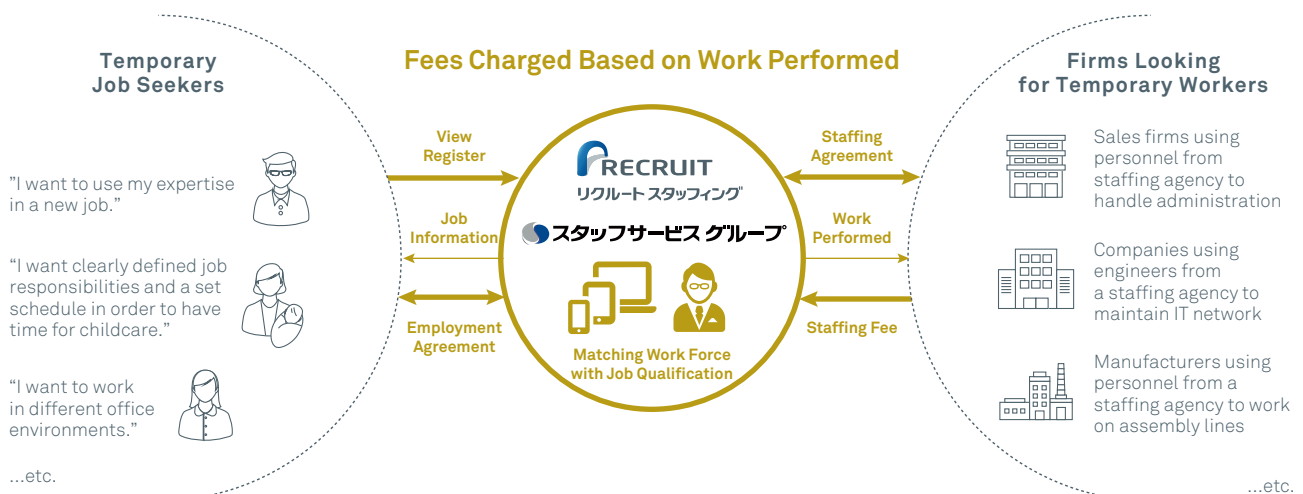 Temporary
Job Seekers
"I want to use my expertise
in a new job."
"I want clearly defined job
responsibilities and a set
schedule in order to have
time for childcare."
"I want to work
in different office
environments."
...etc.
Fees Charged Based on Work Performed
View
Register
Job
Information
Employment
Agreement
RECRUIT
リクルート スタッフィング
スタッフサービス グループ
Matching Work Force
with Job Qualification
Staffing
Agreement
Work
Performed
Staffing Fee
Firms Looking
for Temporary Workers
Sales firms using
personnel from
staffing agency to
handle administration
Companies using
engineers from
a staffing agency to
maintain IT network
Manufacturers using
personnel from a
staffing agency to work
on assembly lines
...etc.